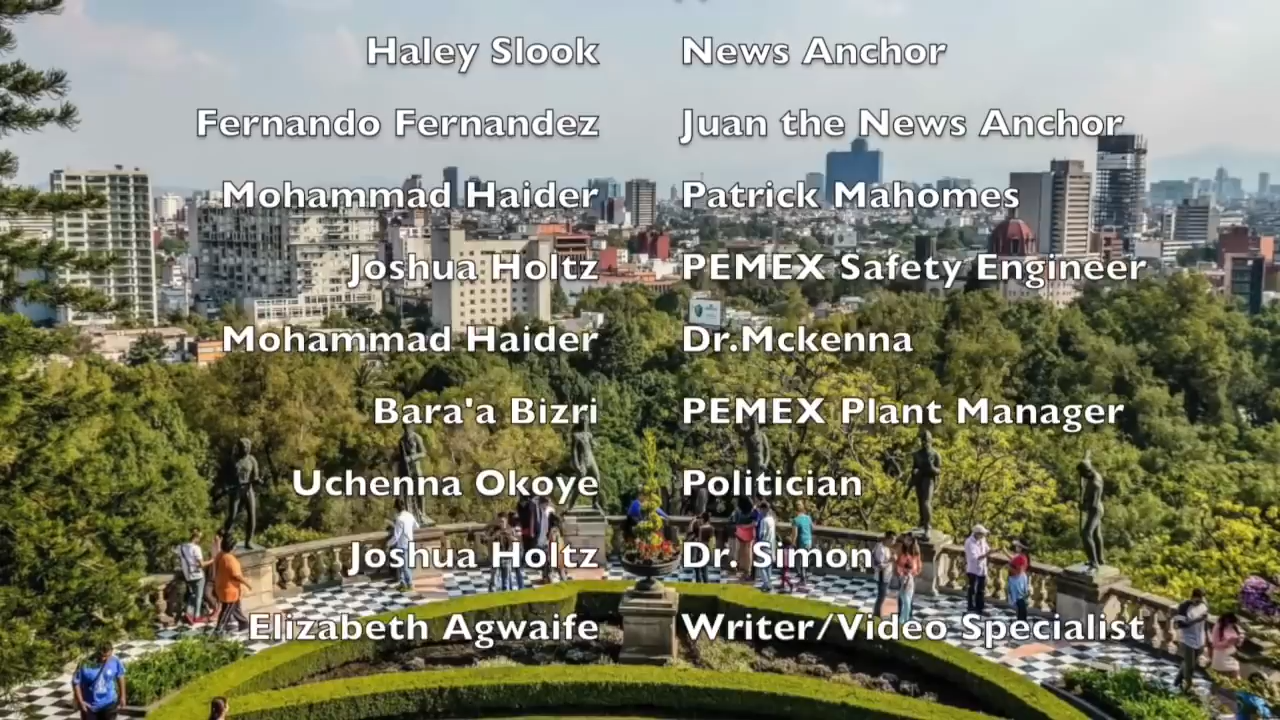 Haley Slook News Anchor
Fernando Fernandez Juan the News Anchor
Mohammad Haider Patrick Mahomes
Joshua Holtz PEMEX Safety Engineer
Mohammad Haider Dr.Mckenna
Bara'a Bizri PEMEX Plant Manager
Uchenna Okoye Politician
Joshua Holtz Dr. Simon
Elizabeth Agwaife Writer/Video Specialist